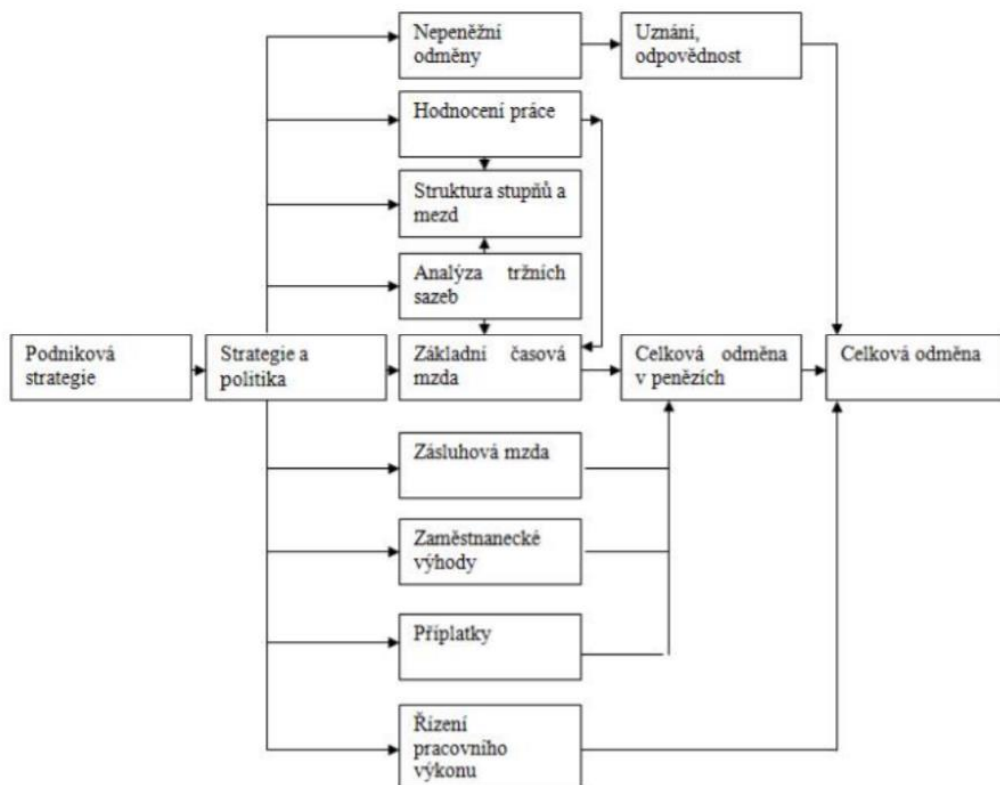 Nepeněžní
odměny
Uznání,
odpovědnost
Hodnocení práce
Struktura stupňů a
mezd
Analýza tržních
sazeb
Podniková
strategie
Strategie a
politika
Základní časová
mzda
Celková odměna
v penězích
Celková odměna
Zásluhová mzda
Zaměstnanecké
výhody
Příplatky
Řízení
pracovního
výkonu